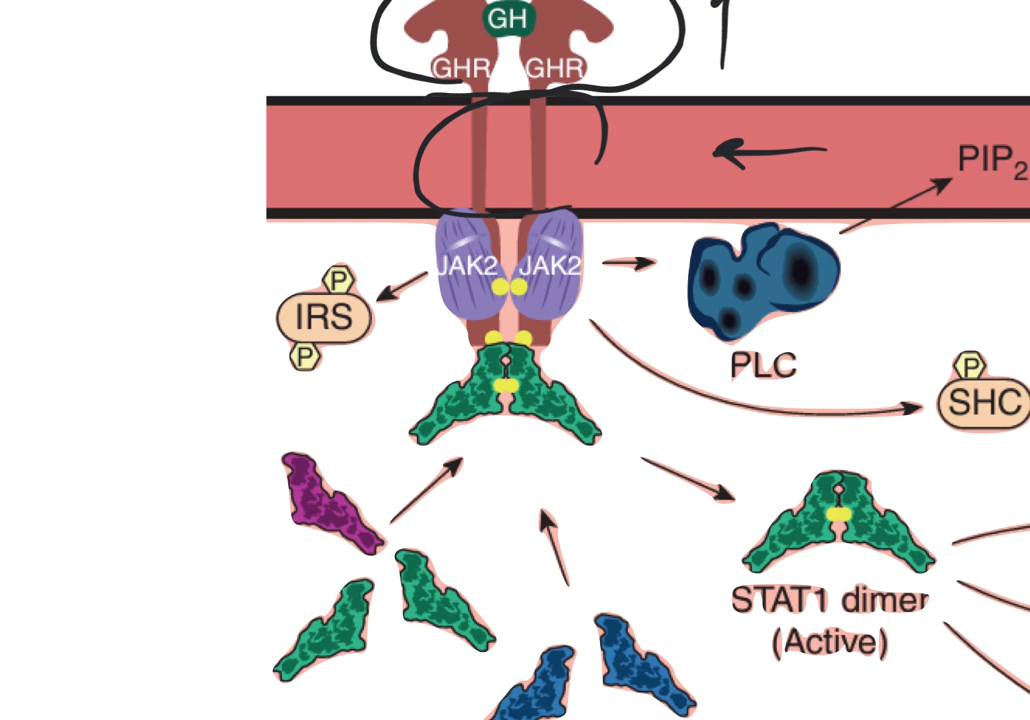 GH
GHR GHR
PIP2
JAK2 JAK2
P
IRS
P
PLC
P
SHC
STAT1 dimer
(Active)